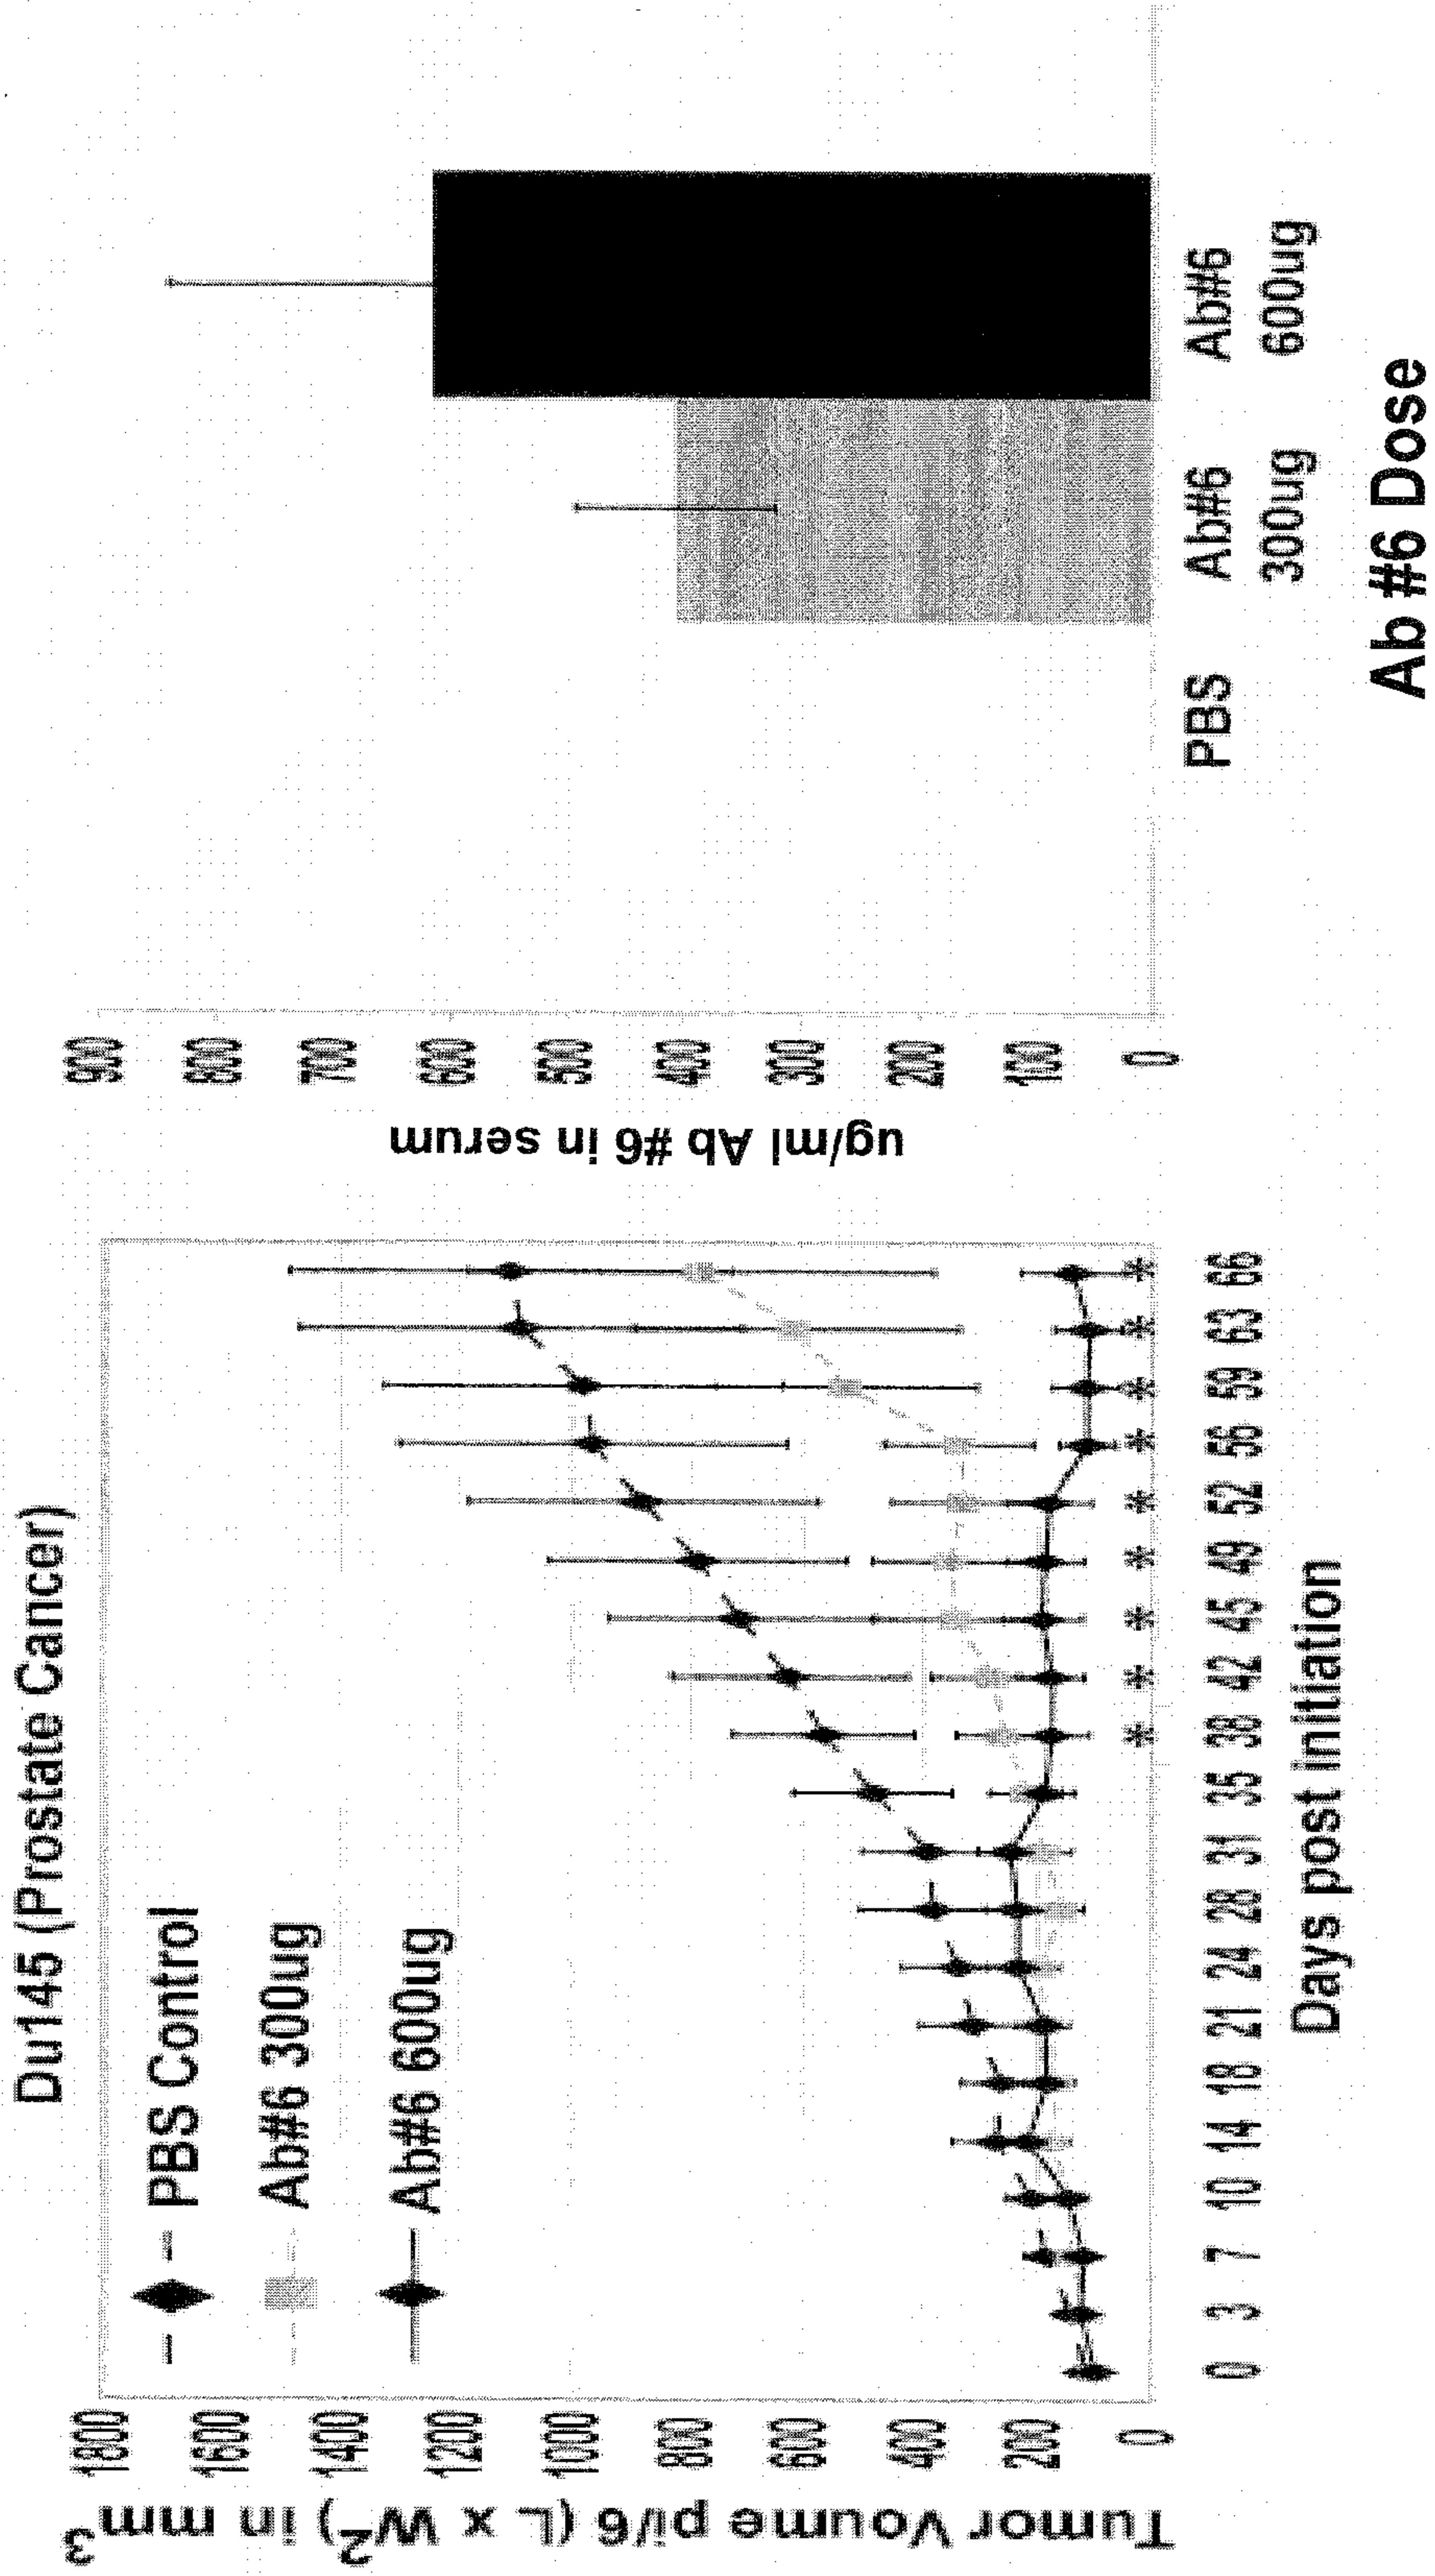 Du145 (Prostate Cancer)
PBS Control
Ab#6 300ug
Ab#6 600ug
Tumor Voume pi/6 (L x W²) in mm³
1800
1600
1400
1200
1000
800
600
400
200
0
0 3 7 10 14 18 21 24 28 31 35 38 42 45 49 52 56 59 63 66
* * * * * * * * *
Days post Initiation
ug/ml Ab #6 in serum
900
800
700
600
500
400
300
200
100
0
PBS
Ab#6
300ug
Ab#6
600ug
Ab #6 Dose